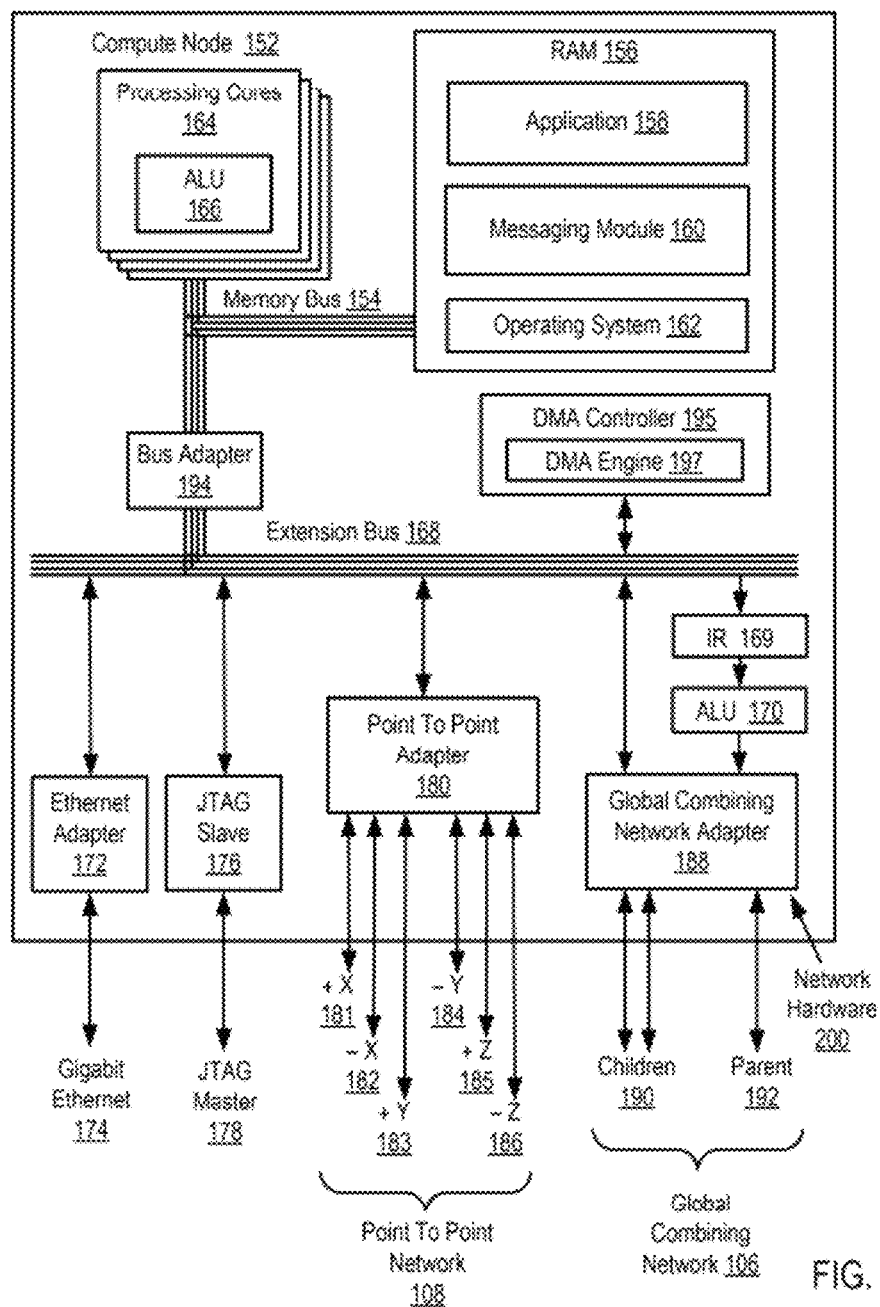 Compute Node 152
Processing Cores
164
ALU
166
RAM 156
Application 158
Messaging Module 160
Operating System 162
Memory Bus 154
Bus Adapter
194
DMA Controller 195
DMA Engine 197
Extension Bus 168
IR 169
ALU 170
Point To Point
Adapter
180
Ethernet
Adapter
172
JTAG
Slave
176
Global Combining
Network Adapter
188
Network
Hardware
200
+ X
181
– X
182
+ Y
183
– Y
184
+ Z
185
– Z
186
Children
190
Parent
192
Gigabit
Ethernet
174
JTAG
Master
178
Point To Point
Network
108
Global
Combining
Network 106
FIG.